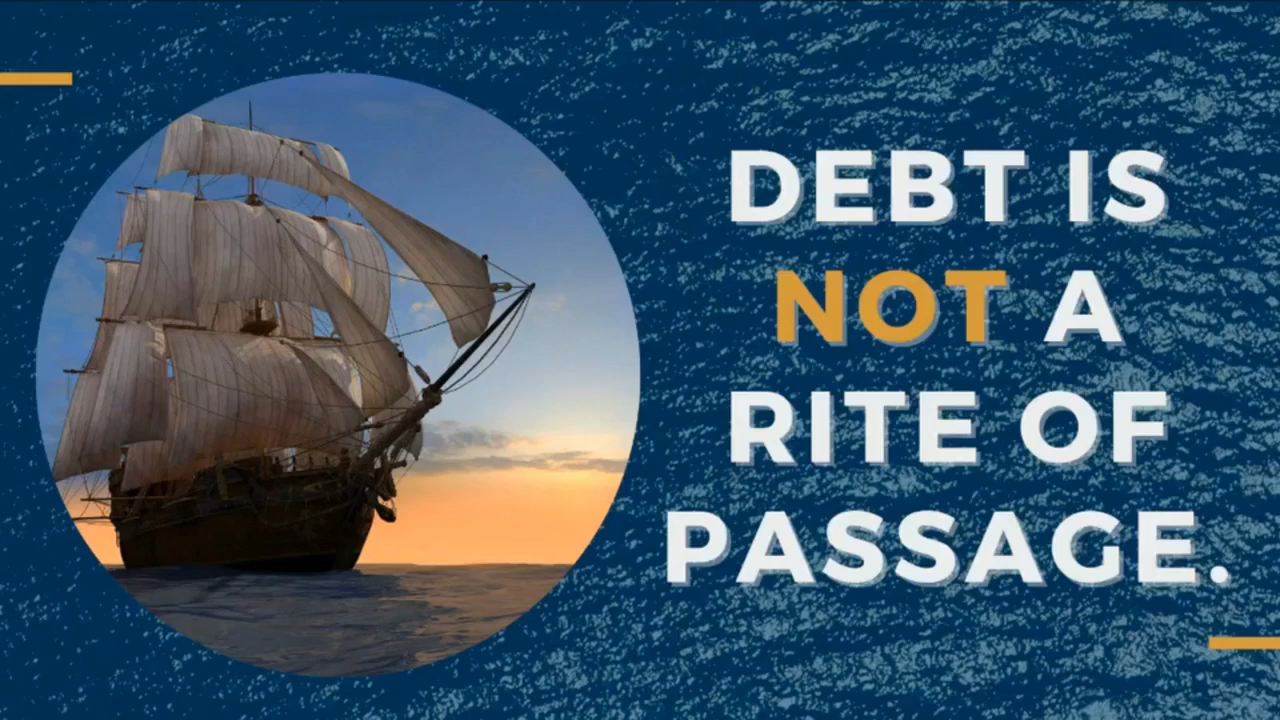 DEBT IS
NOT A
RITE OF
PASSAGE.